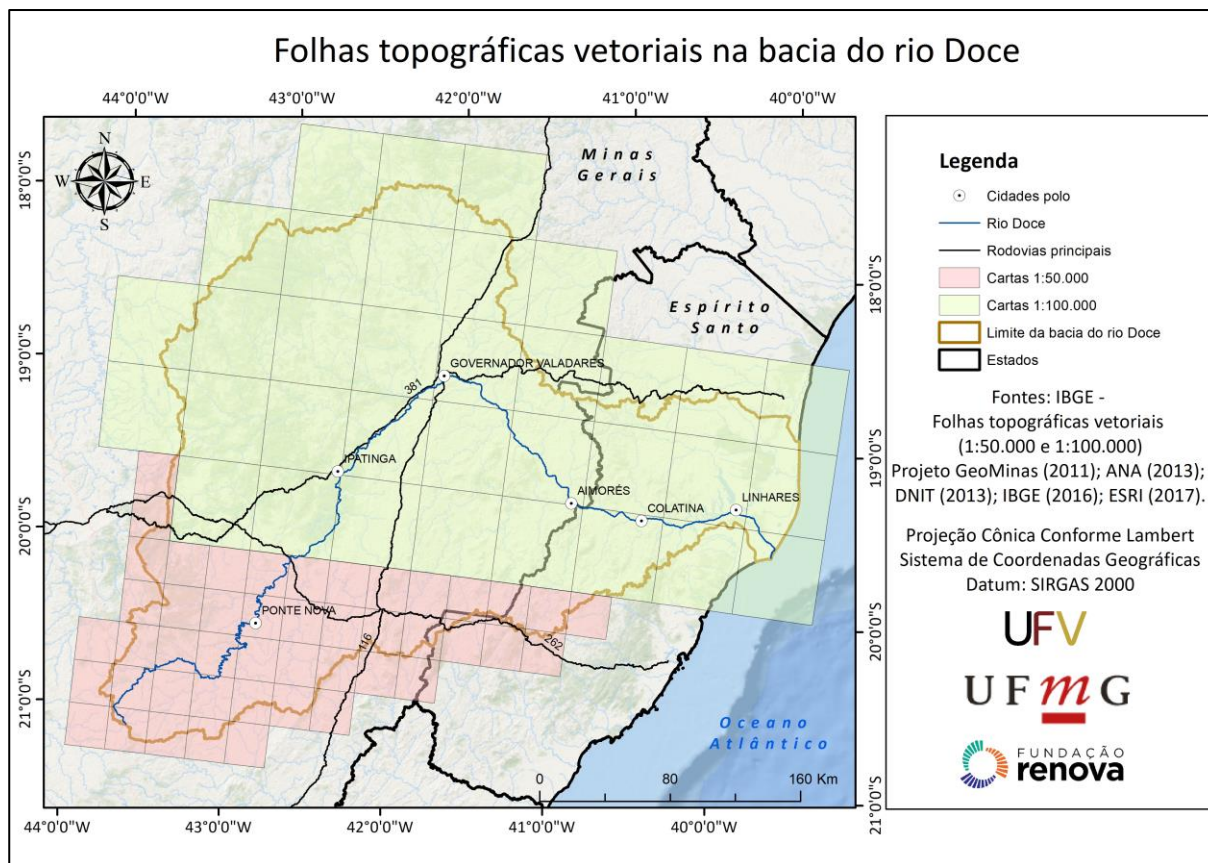 Folhas topográficas vetoriais na bacia do rio Doce
44°0'0"W
43°0'0"W
42°0'0"W
41°0'0"W
40°0'0"W
N
W
E
S
Minas
Gerais
Espírito
Santo
18°0'0"S
19°0'0"S
20°0'0"S
21°0'0"S
18°0'0"S
19°0'0"S
20°0'0"S
21°0'0"S
GOVERNADOR VALADARES
381
IPATINGA
AIMORÉS
COLATINA
LINHARES
PONTE NOVA
116
262
Oceano
Atlântico
0
80
160 Km
44°0'0"W
43°0'0"W
42°0'0"W
41°0'0"W
40°0'0"W
Legenda
Cidades polo
Rio Doce
Rodovias principais
Cartas 1:50.000
Cartas 1:100.000
Limite da bacia do rio Doce
Estados
Fontes: IBGE -
Folhas topográficas vetoriais
(1:50.000 e 1:100.000)
Projeto GeoMinas (2011); ANA (2013);
DNIT (2013); IBGE (2016); ESRI (2017).
Projeção Cônica Conforme Lambert
Sistema de Coordenadas Geográficas
Datum: SIRGAS 2000
UFV
UFmG
FUNDAÇÃO
renova